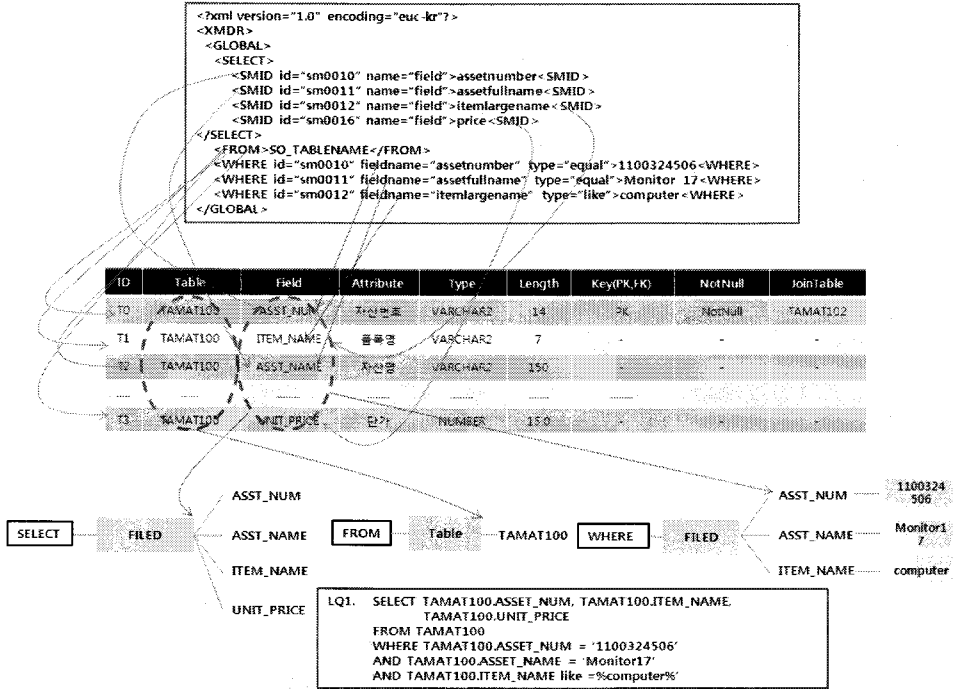 <?xml version="1.0" encoding="euc-kr"?>
<XMDR>
<GLOBAL>
<SELECT>
<SMID id="sm0010" name="field">assetnumber<SMID>
<SMID id="sm0011" name="field">assetfullname<SMID>
<SMID id="sm0012" name="field">itemlargename<SMID>
<SMID id="sm0016" name="field">price<SMID>
</SELECT>
<FROM>SO_TABLENAME</FROM>
<WHERE id="sm0010" fieldname="assetnumber" type="equal">1100324506<WHERE>
<WHERE id="sm0011" fieldname="assetfullname" type="equal">Monitor 17<WHERE>
<WHERE id="sm0012" fieldname="itemlargename" type="like">computer<WHERE>
</GLOBAL>
ID Table Field Attribute Type Length Key(PK,FK) NotNull JoinTable
T0 TAMAT100 ASST_NUM 자산번호 VARCHAR2 14 PK NotNull TAMAT102
T1 TAMAT100 ITEM_NAME 품목명 VARCHAR2 7 - - -
T2 TAMAT100 ASST_NAME 자산명 VARCHAR2 150 - - -
...... ...... ...... ...... ...... ......
T3 TAMAT100 UNIT_PRICE 단가 NUMBER 15.0 - - -
SELECT FILED ASST_NUM
ASST_NAME
ITEM_NAME
UNIT_PRICE
FROM Table TAMAT100
WHERE FILED ASST_NUM 1100324
506
ASST_NAME Monitor1
7
ITEM_NAME computer
LQ1. SELECT TAMAT100.ASSET_NUM, TAMAT100.ITEM_NAME,
TAMAT100.UNIT_PRICE
FROM TAMAT100
WHERE TAMAT100.ASSET_NUM = '1100324506'
AND TAMAT100.ASSET_NAME = 'Monitor17'
AND TAMAT100.ITEM_NAME like =%computer%'